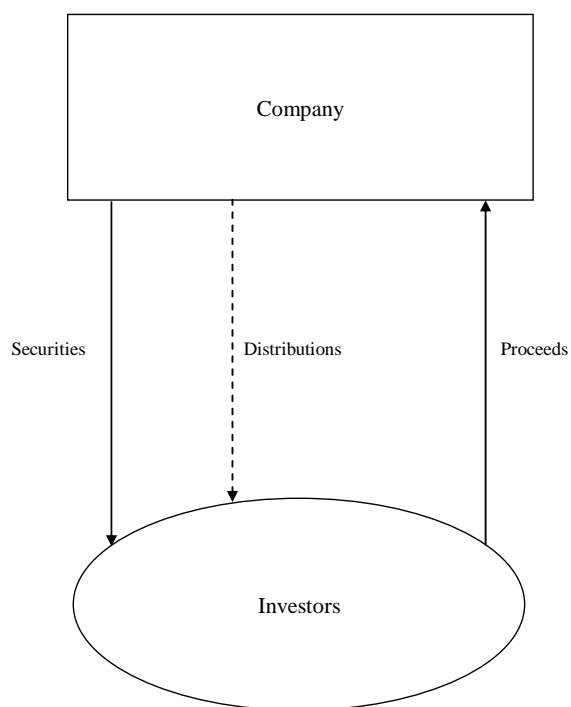 Company
Securities
Distributions
Proceeds
Investors